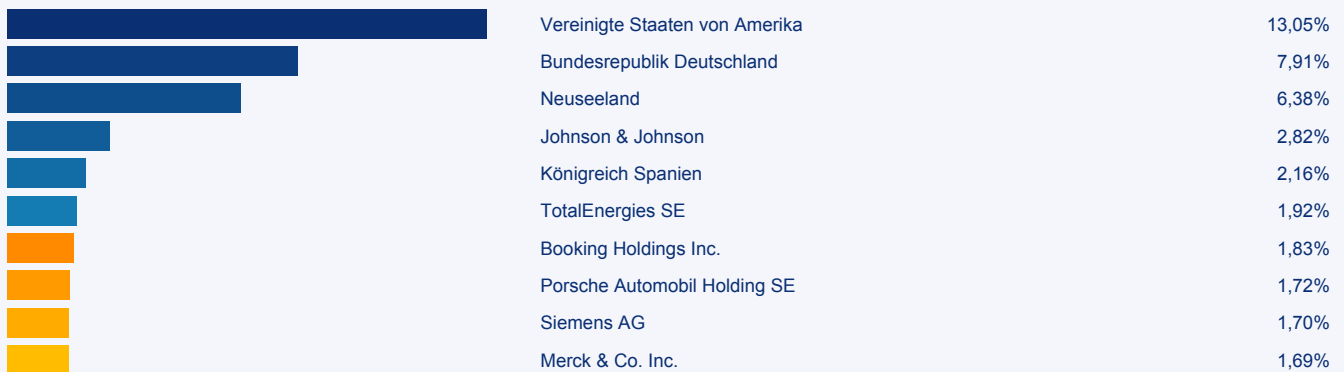 Vereinigte Staaten von Amerika 13,05%
Bundesrepublik Deutschland 7,91%
Neuseeland 6,38%
Johnson & Johnson 2,82%
Königreich Spanien 2,16%
TotalEnergies SE 1,92%
Booking Holdings Inc. 1,83%
Porsche Automobil Holding SE 1,72%
Siemens AG 1,70%
Merck & Co. Inc. 1,69%